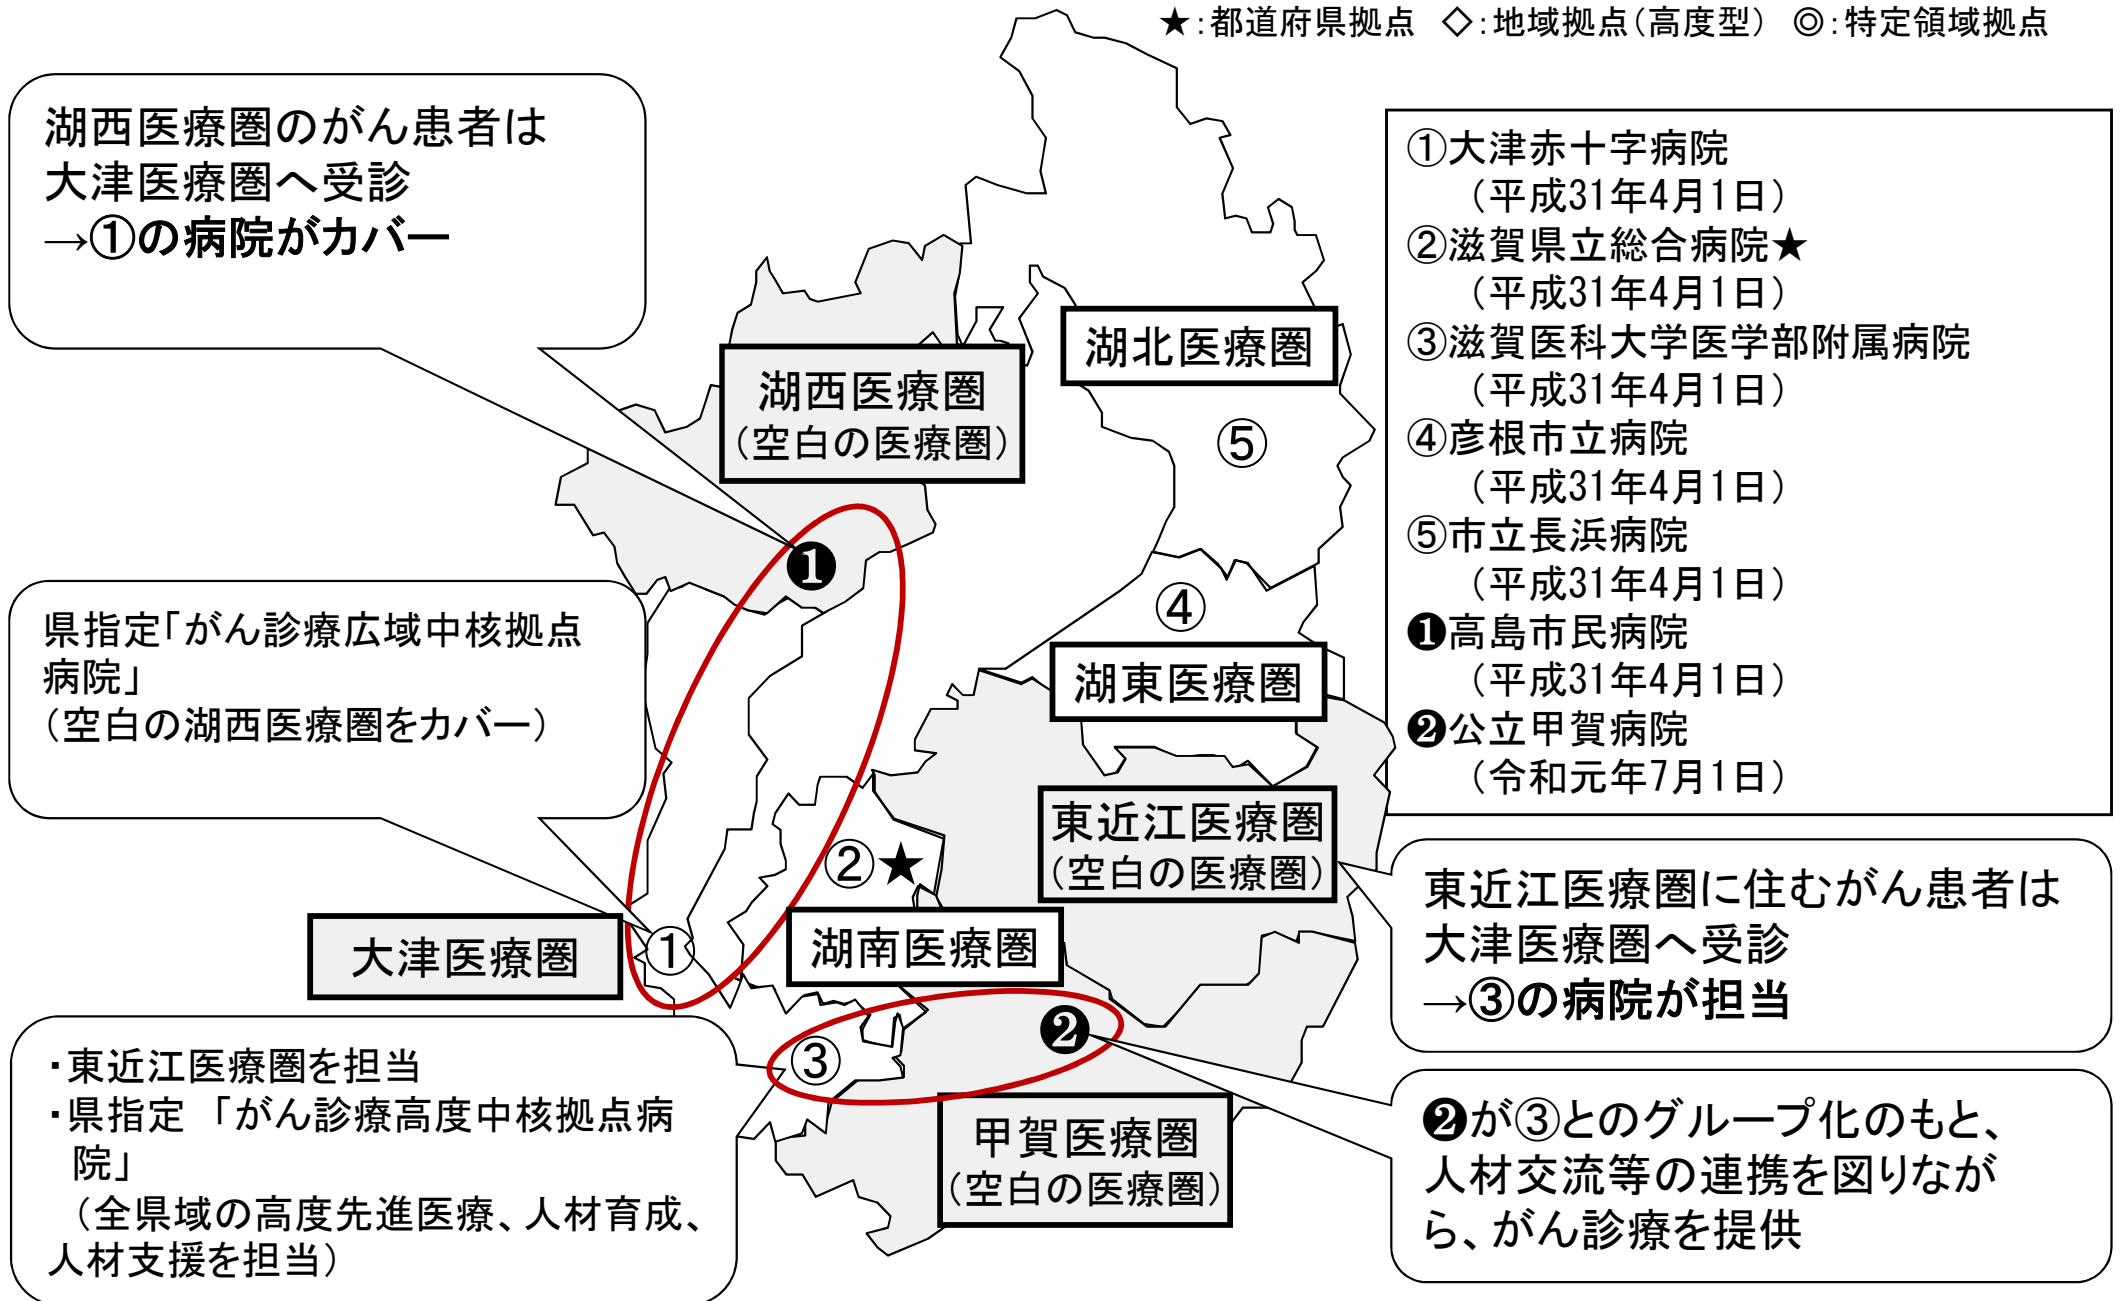 ★：都道府県拠点　◇：地域拠点（高度型）　◎：特定領域拠点
湖西医療圏のがん患者は
大津医療圏へ受診
→①の病院がカバー
①大津赤十字病院
（平成31年4月1日）
②滋賀県立総合病院★
（平成31年4月1日）
③滋賀医科大学医学部附属病院
（平成31年4月1日）
④彦根市立病院
（平成31年4月1日）
⑤市立長浜病院
（平成31年4月1日）
❶高島市民病院
（平成31年4月1日）
❷公立甲賀病院
（令和元年7月1日）
湖北医療圏
湖西医療圏
（空白の医療圏）
⑤
❶
県指定「がん診療広域中核拠点
病院」
（空白の湖西医療圏をカバー）
④
湖東医療圏
東近江医療圏
（空白の医療圏）
②★
大津医療圏
①
湖南医療圏
東近江医療圏に住むがん患者は
大津医療圏へ受診
→③の病院が担当
❷
③
・東近江医療圏を担当
・県指定 「がん診療高度中核拠点病
院」
（全県域の高度先進医療、人材育成、
人材支援を担当）
甲賀医療圏
（空白の医療圏）
❷が③とのグループ化のもと、
人材交流等の連携を図りなが
ら、がん診療を提供